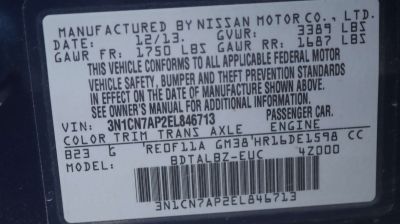 MANUFACTURED BY NISSAN MOTOR CO., LTD.
DATE: 12/13. GVWR: 3389 LBS
GAWR FR: 1750 LBS GAWR RR: 1687 LBS
THIS VEHICLE CONFORMS TO ALL APPLICABLE FEDERAL MOTOR
VEHICLE SAFETY, BUMPER AND THEFT PREVENTION STANDARDS
IN EFFECT ON THE DATE OF MANUFACTURE SHOWN ABOVE.
SEE OWNER'S MANUAL FOR ADDITIONAL INFORMATION
VIN: 3N1CN7AP2EL846713 PASSENGER CAR.
COLOR TRIM TRANS AXLE ENGINE
B23 G RE0F11A GM38 HR16DE1598 CC
MODEL: BDTALBZ-EUC 4Z000
3N1CN7AP2EL846713